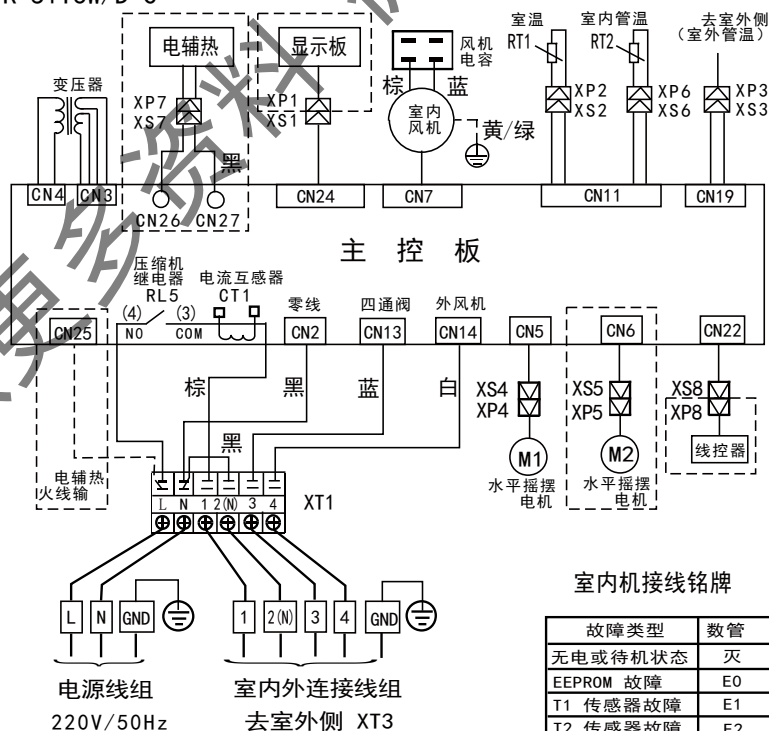 电辅热
显示板
风机
电容
室温
RT1
室内管温
RT2
去室外侧
(室外管温)
变压器
XP7
XS7
XP1
XS1
棕
蓝
室内
风机
黄/绿
XP2
XS2
XP6
XS6
XP3
XS3
黑
CN4
CN3
CN26
CN27
CN24
CN7
CN11
CN19
主控板
压缩机
继电器
RL5
电流互感器
CT1
(4)
(3)
NO
COM
零线
四通阀
外风机
CN25
CN2
CN13
CN14
CN5
CN6
CN22
棕
黑
蓝
白
黑
XS4
XP4
XS5
XP5
XS8
XP8
M1
M2
线控器
水平摇摆
电机
水平摇摆
电机
电辅热
火线输
L N 1 2(N) 3 4
XT1
L
N
GND
1
2(N)
3
4
GND
电源线组
220V/50Hz
室内外连接线组
去室外侧 XT3
室内机接线铭牌
故障类型 数管
无电或待机状态 灭
EEPROM 故障 E0
T1 传感器故障 E1
T2 传感器故障 E2